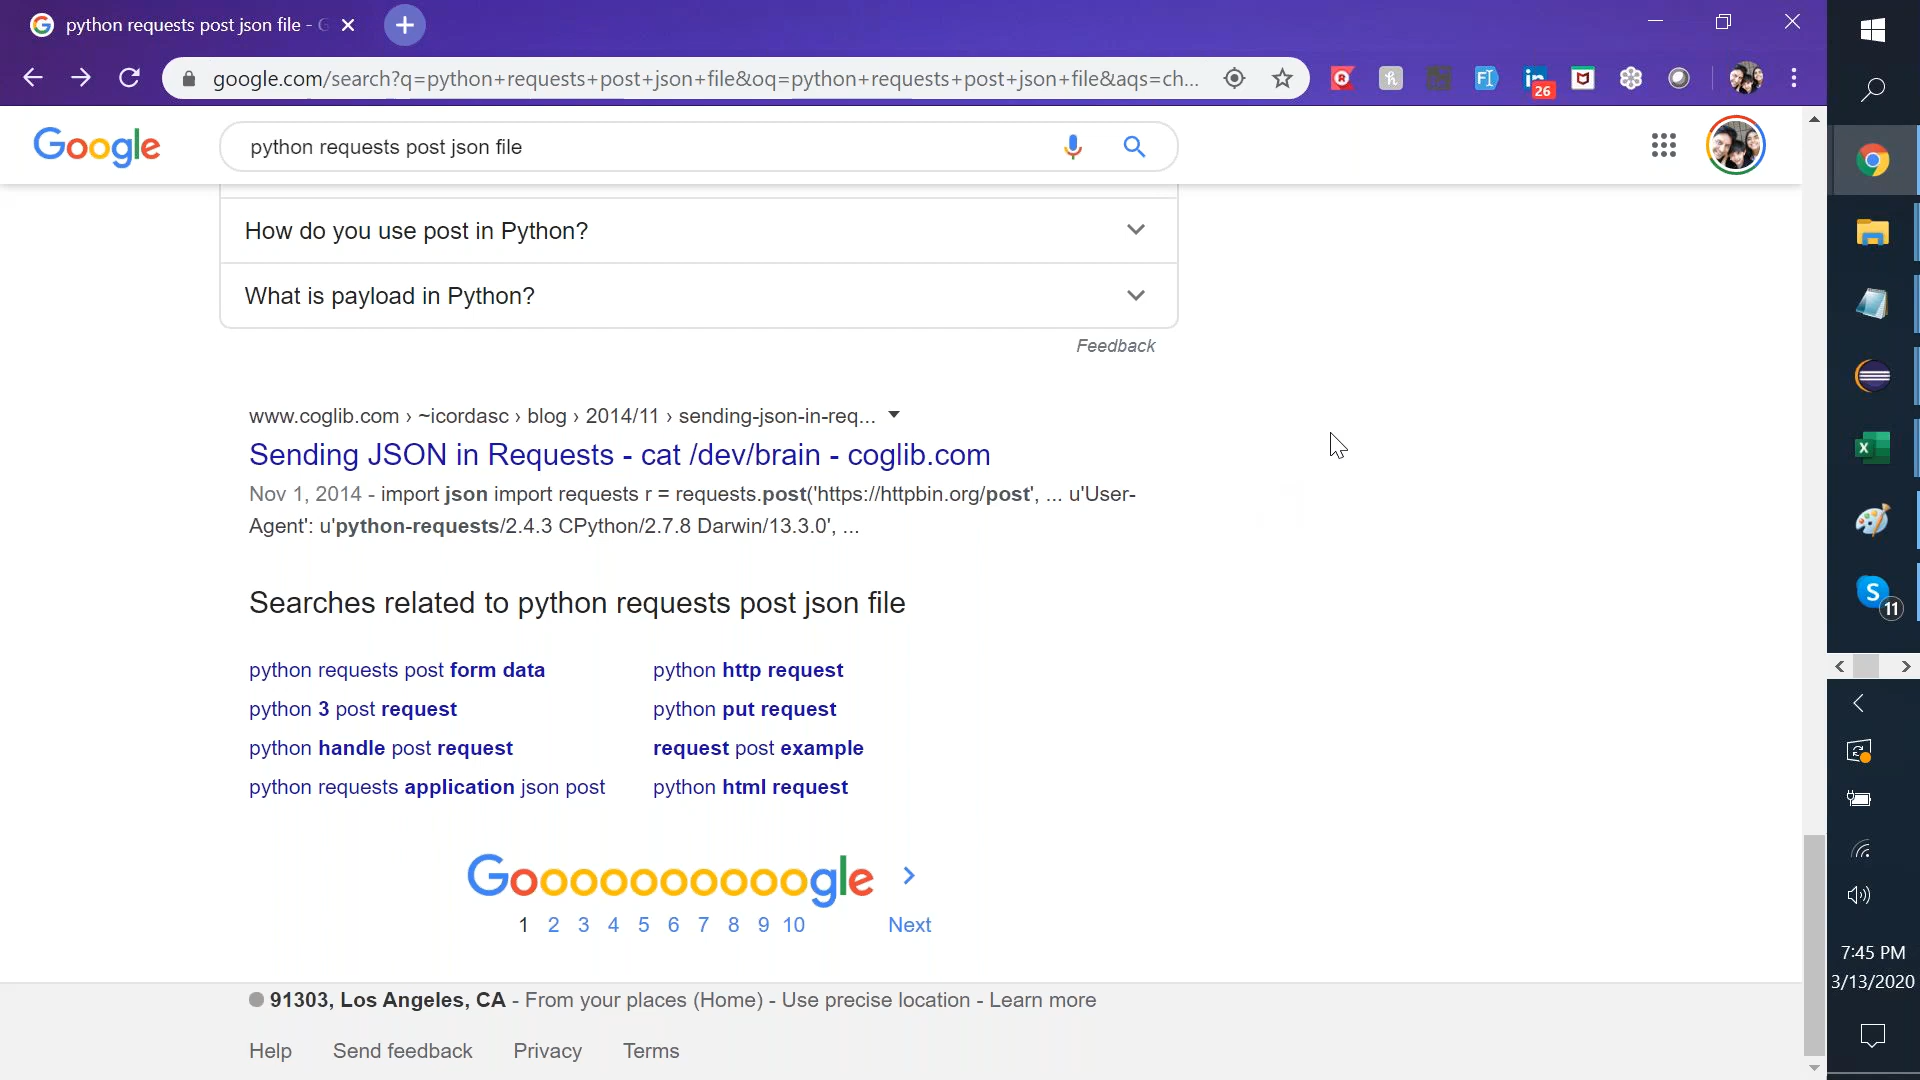 python requests post json file - G
google.com/search?q=python+requests+post+json+file&oq=python+requests+post+json+file&aqs=ch...
26
Google
python requests post json file
How do you use post in Python?
What is payload in Python?
Feedback
www.coglib.com › ~icordasc › blog › 2014/11 › sending-json-in-req...
Sending JSON in Requests - cat /dev/brain - coglib.com
Nov 1, 2014 - import json import requests r = requests.post('https://httpbin.org/post', ... u'User-
Agent': u'python-requests/2.4.3 CPython/2.7.8 Darwin/13.3.0', ...
Searches related to python requests post json file
python requests post form data
python http request
python 3 post request
python put request
python handle post request
request post example
python requests application json post
python html request
Goooooooooogle
1 2 3 4 5 6 7 8 9 10 Next
91303, Los Angeles, CA - From your places (Home) - Use precise location - Learn more
Help Send feedback Privacy Terms
11
7:45 PM
3/13/2020